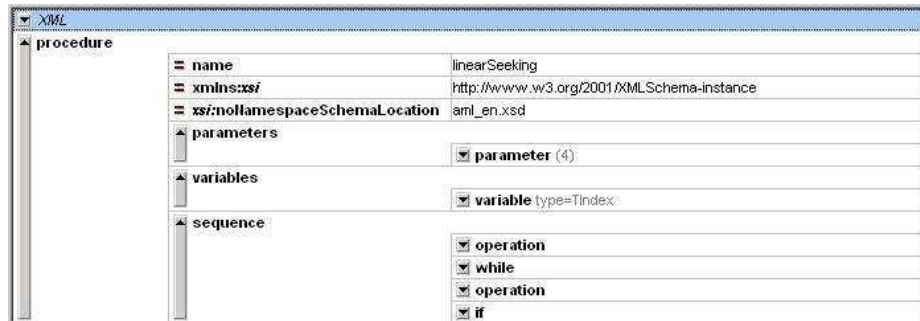 XML
procedure
= name linearSeeking
= xmlns:xsi http://www.w3.org/2001/XMLSchema-instance
= xsi:noNamespaceSchemaLocation aml_en.xsd
parameters
parameter (4)
variables
variable type=TIndex
sequence
operation
while
operation
if